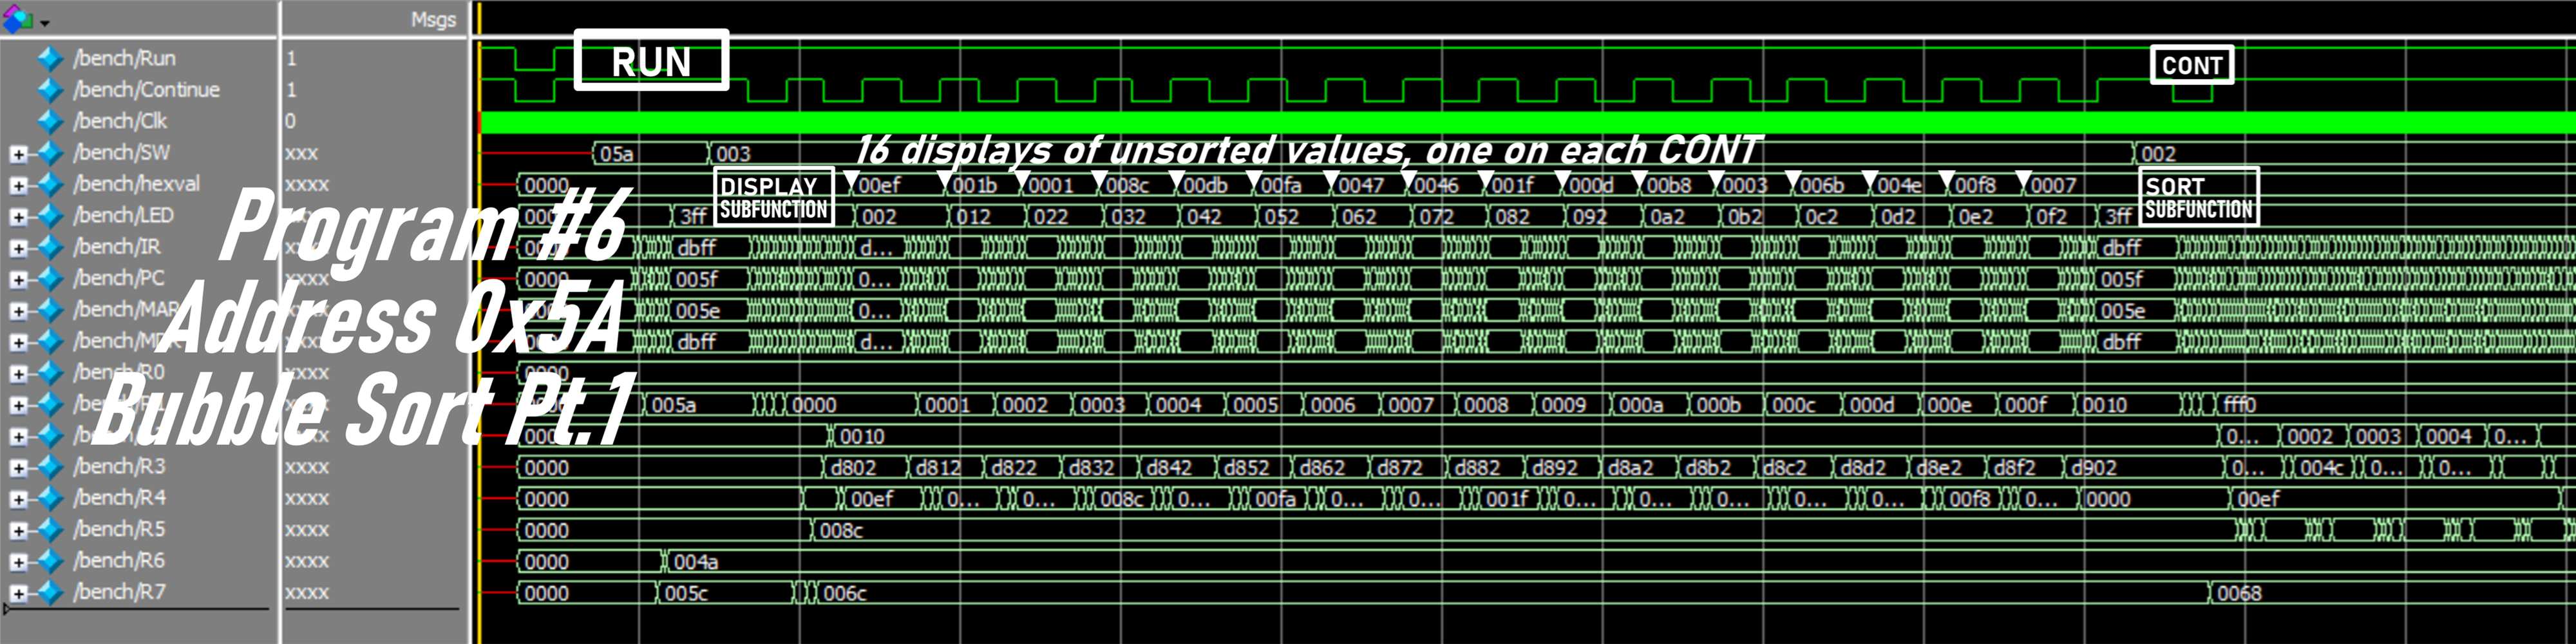 Msgs
/bench/Run 1 RUN CONT
/bench/Continue 1
/bench/Clk 0
/bench/SW xxx 05a 003 16 displays of unsorted values, one on each CONT 002
/bench/hexval xxxx 0000 DISPLAY SUBFUNCTION 00ef 001b 0001 008c 00db 00fa 0047 0046 001f 000d 00b8 0003 006b 004e 00f8 0007 SORT SUBFUNCTION
/bench/LED 3ff 002 012 022 032 042 052 062 072 082 092 0a2 0b2 0c2 0d2 0e2 0f2 3ff
Program #6
/bench/IR dbff d... dbff
/bench/PC 0000 005f 0... 005f
/bench/MAR 005e 0... 005e
Address 0x5A
dbff d... dbff
/bench/R0 xxxx 0000
005a 0000 0001 0002 0003 0004 0005 0006 0007 0008 0009 000a 000b 000c 000d 000e 000f 0010 fff0
Bubble Sort Pt.1
0010 0... 0002 0003 0004 0...
/bench/R3 xxxx 0000 d802 d812 d822 d832 d842 d852 d862 d872 d882 d892 d8a2 d8b2 d8c2 d8d2 d8e2 d8f2 d902 0... 004c 0... 0...
/bench/R4 xxxx 0000 00ef 0... 0... 008c 0... 00fa 0... 0... 001f 0... 0... 0... 0... 0... 00f8 0... 0000 00ef
/bench/R5 xxxx 0000 008c
/bench/R6 xxxx 0000 004a
/bench/R7 xxxx 0000 005c 006c 0068